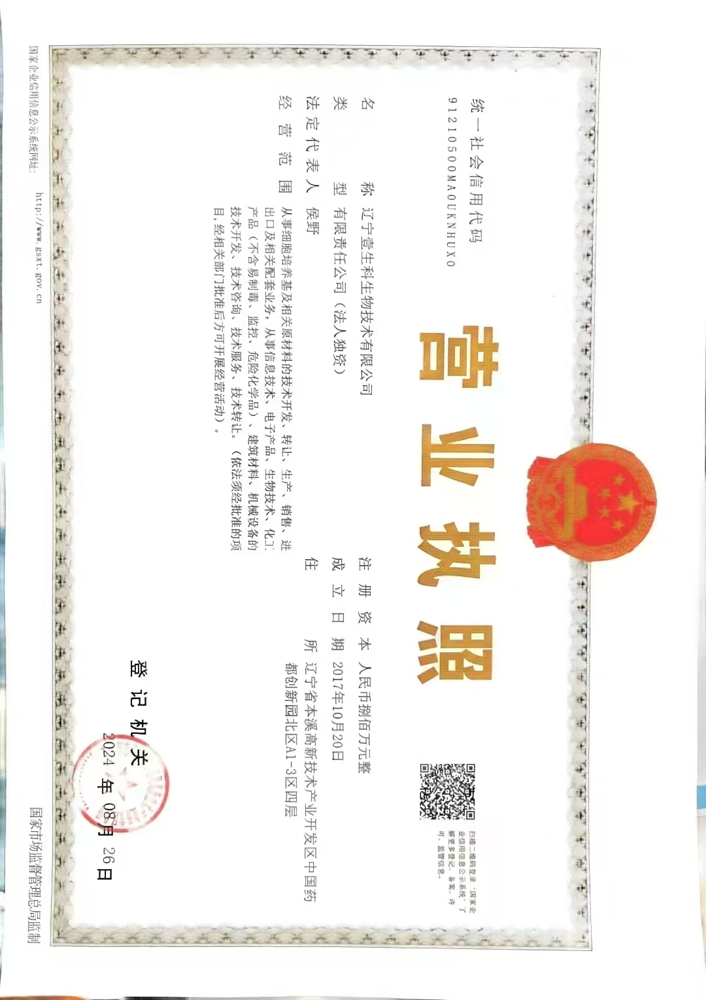 营业执照
统一社会信用代码
91210500MA0UKNHUX0
扫描二维码登录‘国家企
业信用信息公示系统’了
解更多登记、备案、许
可、监管信息。
名称 辽宁壹生科生物技术有限公司
类型 有限责任公司（法人独资）
法定代表人 侯野
经营范围 从事细胞培养基及相关原材料的技术开发、转让、生产、销售、进
出口及相关配套业务，从事信息技术、电子产品、生物技术、化工
产品（不含易制毒、监控、危险化学品）、建筑材料、机械设备的
技术开发、技术咨询、技术服务、技术转让。（依法须经批准的项
目，经相关部门批准后方可开展经营活动）。
注册资本 人民币捌佰万元整
成立日期 2017年10月20日
住所 辽宁省本溪高新技术产业开发区中国药
都创新园北区A1-3区四层
登记机关
2024年08月26日
国家企业信用信息公示系统网址：http://www.gsxt.gov.cn
国家市场监督管理总局监制